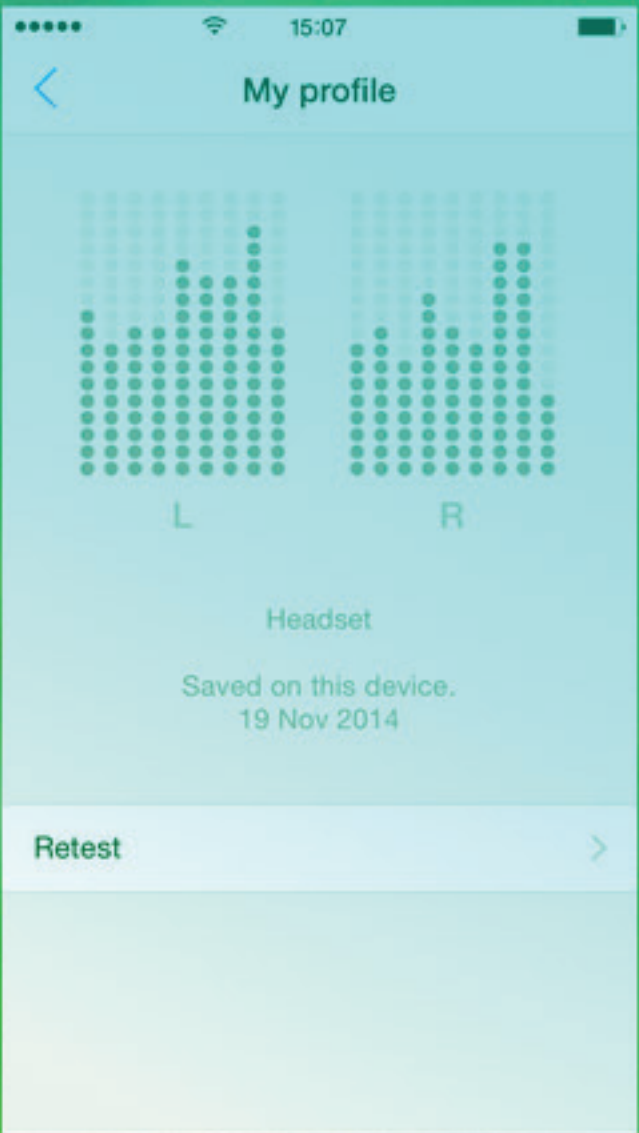 15:07
My profile
L R
Headset
Saved on this device.
19 Nov 2014
Retest